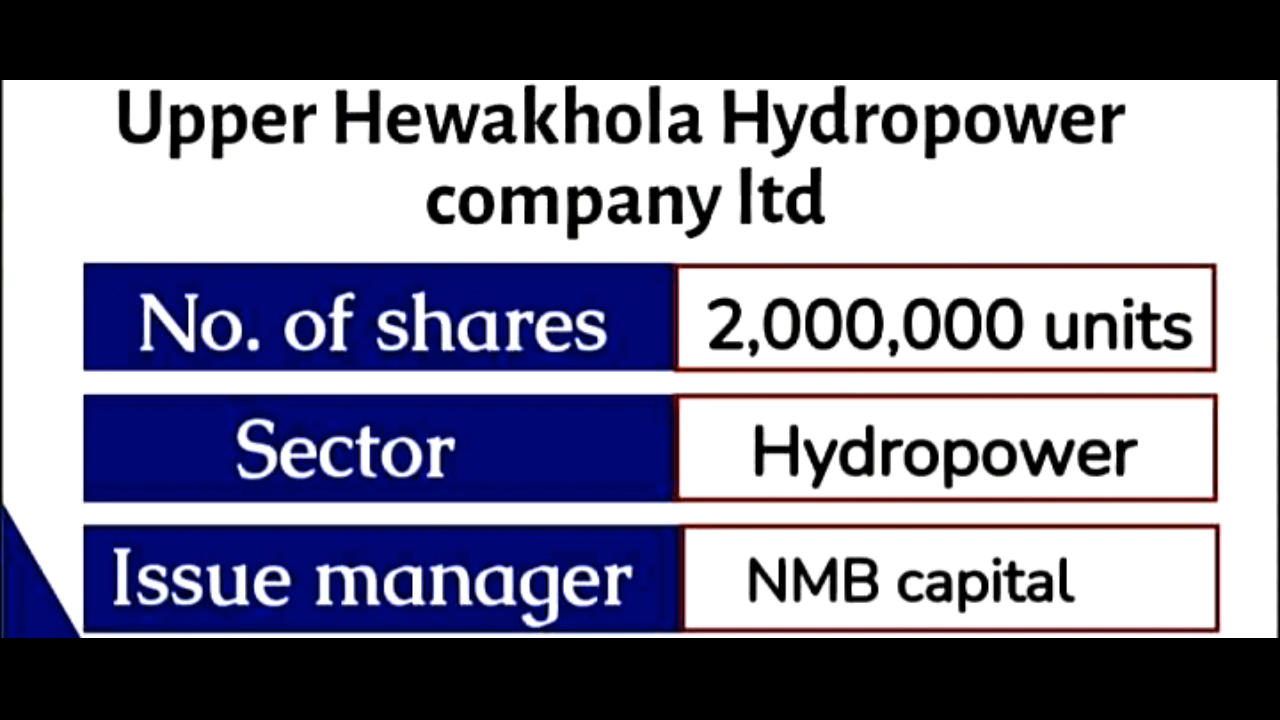 Upper Hewakhola Hydropower
company ltd
No. of shares 2,000,000 units
Sector Hydropower
Issue manager NMB capital